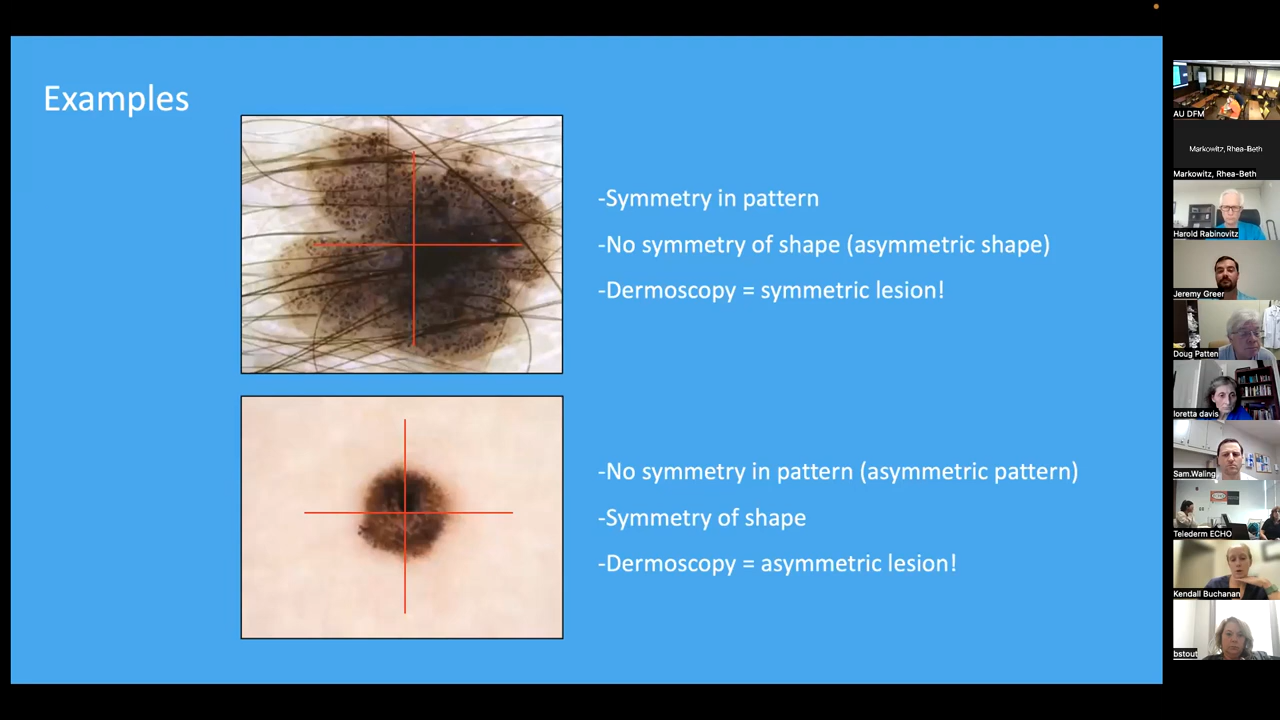 Examples
-Symmetry in pattern
-No symmetry of shape (asymmetric shape)
-Dermoscopy = symmetric lesion!
-No symmetry in pattern (asymmetric pattern)
-Symmetry of shape
-Dermoscopy = asymmetric lesion!
AU DFM
Markowitz, Rhea-Beth
Markowitz, Rhea-Beth
Harold Rabinovitz
Jeremy Greer
Doug Patten
loretta davis
Sam.Waling
Telederm ECHO
Kendall Buchanan
bstout